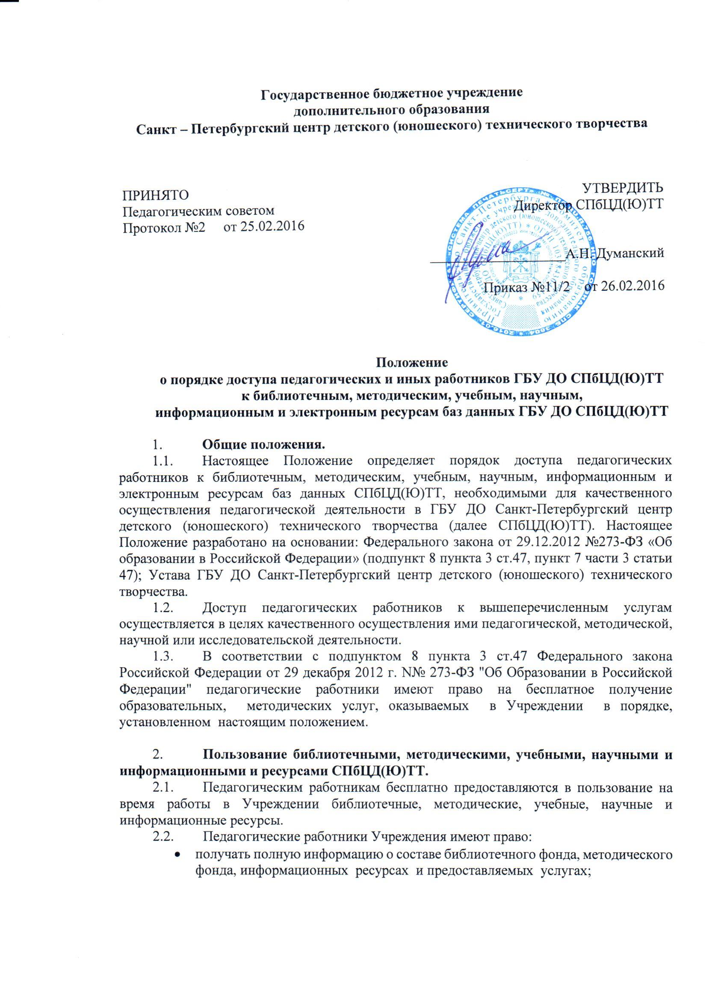 Государственное бюджетное учреждение
дополнительного образования
Санкт – Петербургский центр детского (юношеского) технического творчества
ПРИНЯТО
Педагогическим советом
Протокол №2 от 25.02.2016
УТВЕРДИТЬ
Директор СПбЦД(Ю)ТТ
А.Н. Думанский
Приказ №11/2 от 26.02.2016
Положение
о порядке доступа педагогических и иных работников ГБУ ДО СПбЦД(Ю)ТТ
к библиотечным, методическим, учебным, научным,
информационным и электронным ресурсам баз данных ГБУ ДО СПбЦД(Ю)ТТ
1. Общие положения.
1.1. Настоящее Положение определяет порядок доступа педагогических
работников к библиотечным, методическим, учебным, научным, информационным и
электронным ресурсам баз данных СПбЦД(Ю)ТТ, необходимыми для качественного
осуществления педагогической деятельности в ГБУ ДО Санкт-Петербургский центр
детского (юношеского) технического творчества (далее СПбЦД(Ю)ТТ). Настоящее
Положение разработано на основании: Федерального закона от 29.12.2012 №273-ФЗ «Об
образовании в Российской Федерации» (подпункт 8 пункта 3 ст.47, пункт 7 части 3 статьи
47); Устава ГБУ ДО Санкт-Петербургский центр детского (юношеского) технического
творчества.
1.2. Доступ педагогических работников к вышеперечисленным услугам
осуществляется в целях качественного осуществления ими педагогической, методической,
научной или исследовательской деятельности.
1.3. В соответствии с подпунктом 8 пункта 3 ст.47 Федерального закона
Российской Федерации от 29 декабря 2012 г. N№ 273-ФЗ "Об Образовании в Российской
Федерации" педагогические работники имеют право на бесплатное получение
образовательных, методических услуг, оказываемых в Учреждении в порядке,
установленном настоящим положением.
2. Пользование библиотечными, методическими, учебными, научными и
информационными и ресурсами СПбЦД(Ю)ТТ.
2.1. Педагогическим работникам бесплатно предоставляются в пользование на
время работы в Учреждении библиотечные, методические, учебные, научные и
информационные ресурсы.
2.2. Педагогические работники Учреждения имеют право:
• получать полную информацию о составе библиотечного фонда, методического
фонда, информационных ресурсах и предоставляемых услугах;